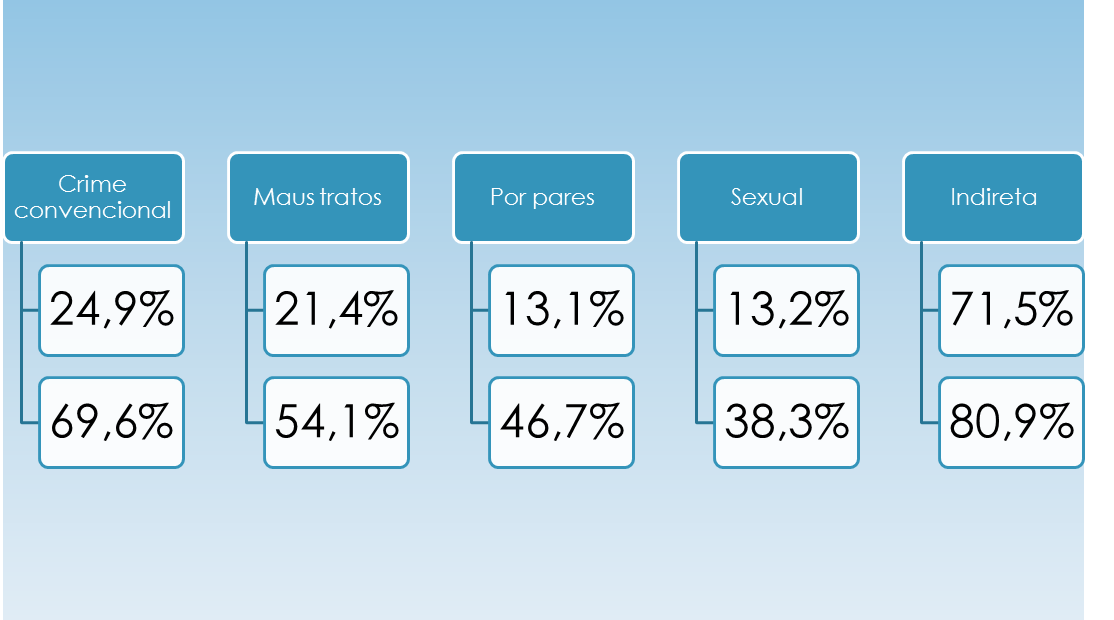 Crime
convencional
Maus tratos
Por pares
Sexual
Indireta
24,9%
21,4%
13,1%
13,2%
71,5%
69,6%
54,1%
46,7%
38,3%
80,9%